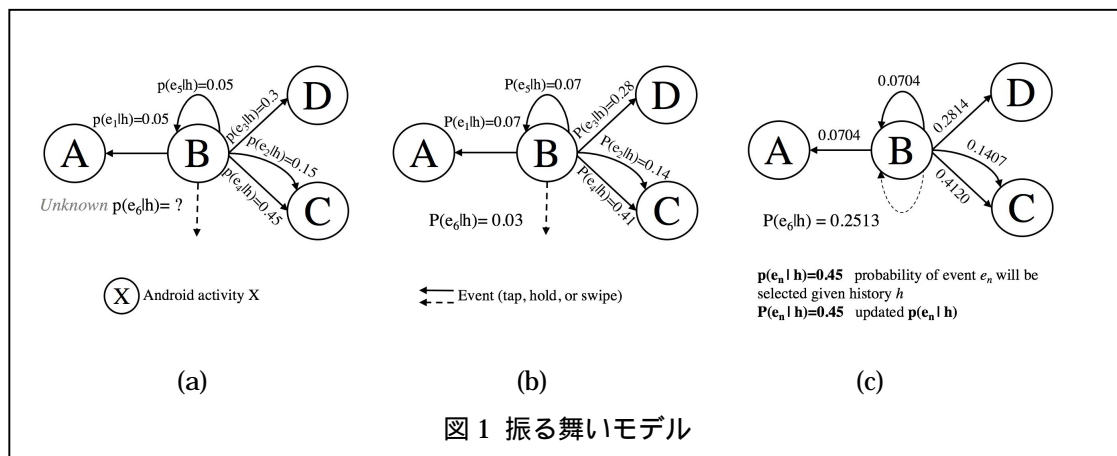 p(e₅|h)=0.05
p(e₁|h)=0.05
p(e₃|h)=0.3
p(e₂|h)=0.15
p(e₄|h)=0.45
A
B
D
C
Unknown p(e₆|h)= ?
P(e₅|h)=0.07
P(e₁|h)=0.07
P(e₃|h)=0.28
P(e₂|h)=0.14
P(e₄|h)=0.41
A
B
D
C
P(e₆|h)= 0.03
0.0704
0.0704
0.2814
0.1407
0.4120
A
B
D
C
P(e₆|h) = 0.2513
X Android activity X
Event (tap, hold, or swipe)
p(eₙ | h)=0.45 probability of event eₙ will be
selected given history h
P(eₙ | h)=0.45 updated p(eₙ | h)
(a)
(b)
(c)
図 1 振る舞いモデル